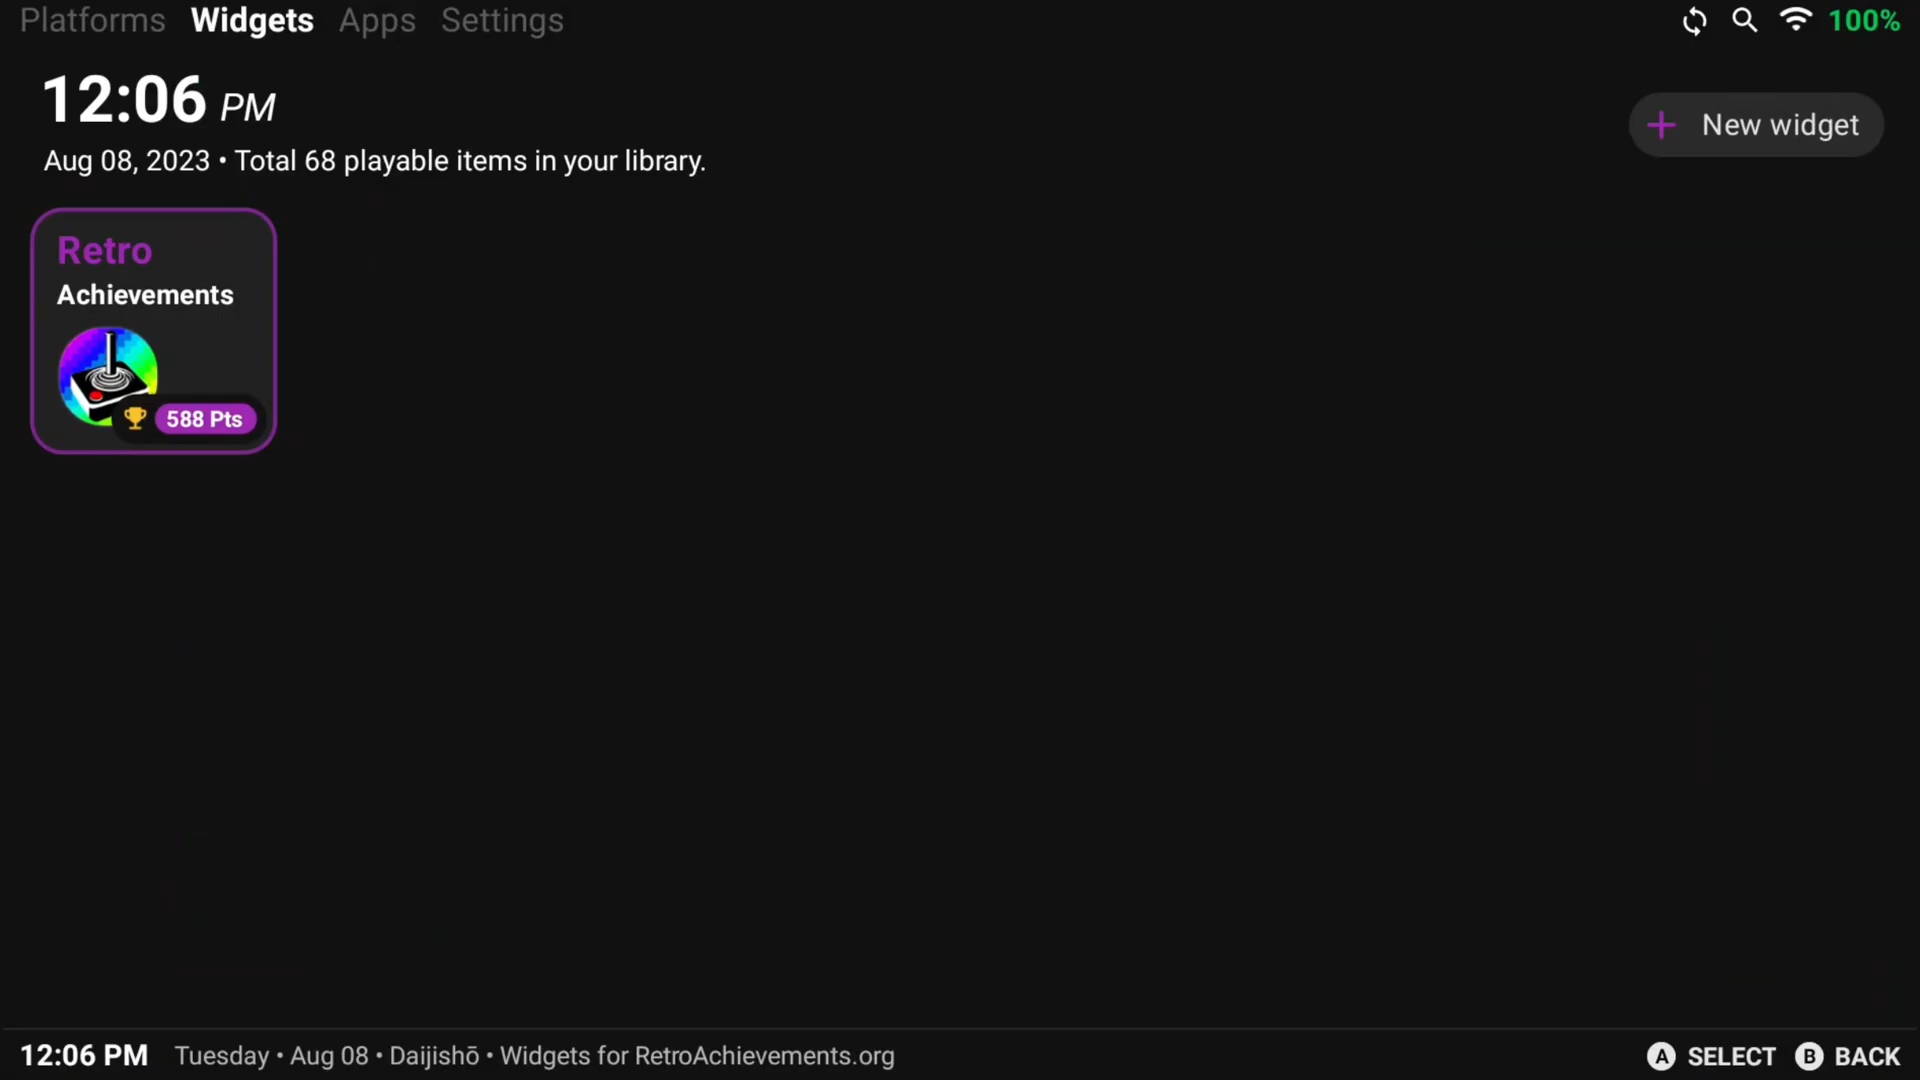 Platforms Widgets Apps Settings 100%
12:06 PM
New widget
Aug 08, 2023 • Total 68 playable items in your library.
Retro
Achievements
588 Pts
12:06 PM Tuesday • Aug 08 • Daijishō • Widgets for RetroAchievements.org A SELECT B BACK